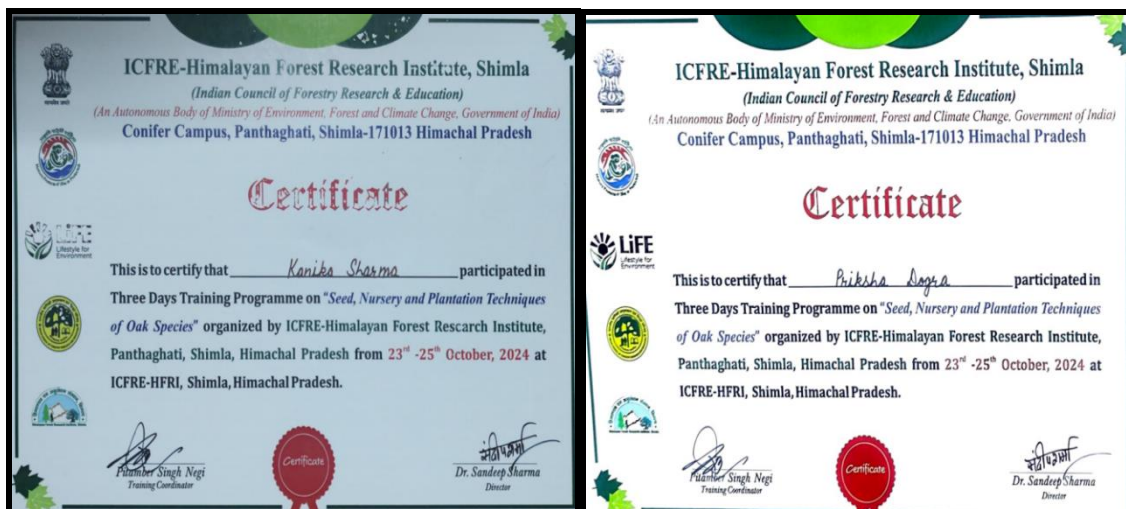 ICFRE-Himalayan Forest Research Institute, Shimla
(Indian Council of Forestry Research & Education)
(An Autonomous Body of Ministry of Environment, Forest and Climate Change, Government of India)
Conifer Campus, Panthaghati, Shimla-171013 Himachal Pradesh
Certificate
LiFE
Lifestyle for
Environment
This is to certify that Kanika Sharma participated in
Three Days Training Programme on "Seed, Nursery and Plantation Techniques
of Oak Species" organized by ICFRE-Himalayan Forest Research Institute,
Panthaghati, Shimla, Himachal Pradesh from 23rd -25th October, 2024 at
ICFRE-HFRI, Shimla, Himachal Pradesh.
Pitamber Singh Negi
Training Coordinator
Certificate
संदीप शर्मा
Dr. Sandeep Sharma
Director
ICFRE-Himalayan Forest Research Institute, Shimla
(Indian Council of Forestry Research & Education)
(An Autonomous Body of Ministry of Environment, Forest and Climate Change, Government of India)
Conifer Campus, Panthaghati, Shimla-171013 Himachal Pradesh
Certificate
LiFE
Lifestyle for
Environment
This is to certify that Priksha Dogra participated in
Three Days Training Programme on "Seed, Nursery and Plantation Techniques
of Oak Species" organized by ICFRE-Himalayan Forest Research Institute,
Panthaghati, Shimla, Himachal Pradesh from 23rd -25th October, 2024 at
ICFRE-HFRI, Shimla, Himachal Pradesh.
Pitamber Singh Negi
Training Coordinator
Certificate
संदीप शर्मा
Dr. Sandeep Sharma
Director